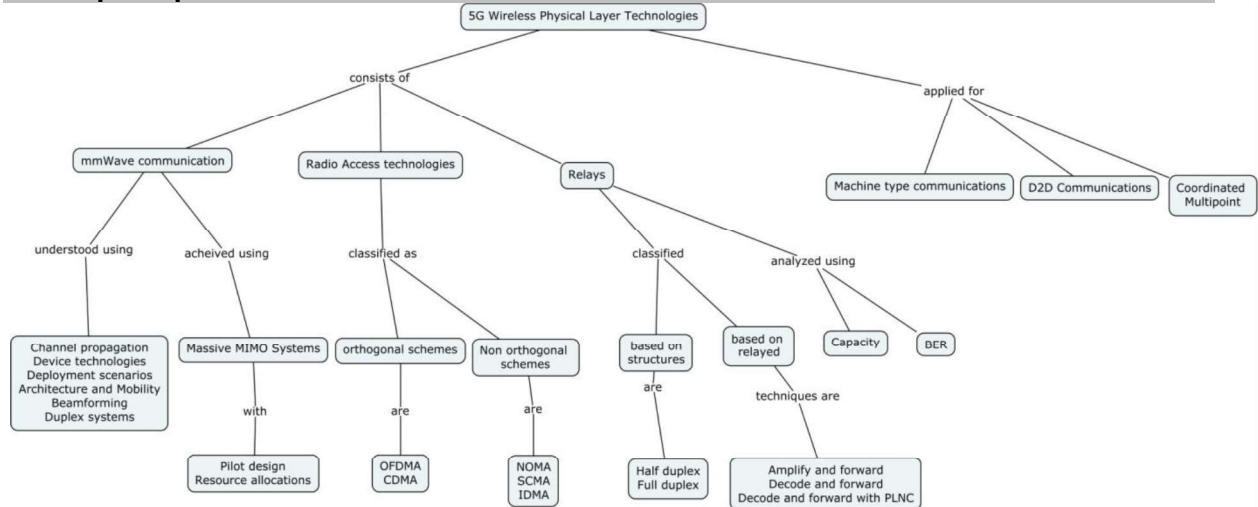 5G Wireless Physical Layer Technologies
consists of
applied for
mmWave communication
Radio Access technologies
Relays
Machine type communications
D2D Communications
Coordinated
Multipoint
understood using
acheived using
classified as
classified
analyzed using
Channel propagation
Device technologies
Deployment scenarios
Architecture and Mobility
Beamforming
Duplex systems
Massive MIMO Systems
orthogonal schemes
Non orthogonal
schemes
based on
structures
based on
relayed
Capacity
BER
with
are
are
are
techniques are
Pilot design
Resource allocations
OFDMA
CDMA
NOMA
SCMA
IDMA
Half duplex
Full duplex
Amplify and forward
Decode and forward
Decode and forward with PLNC